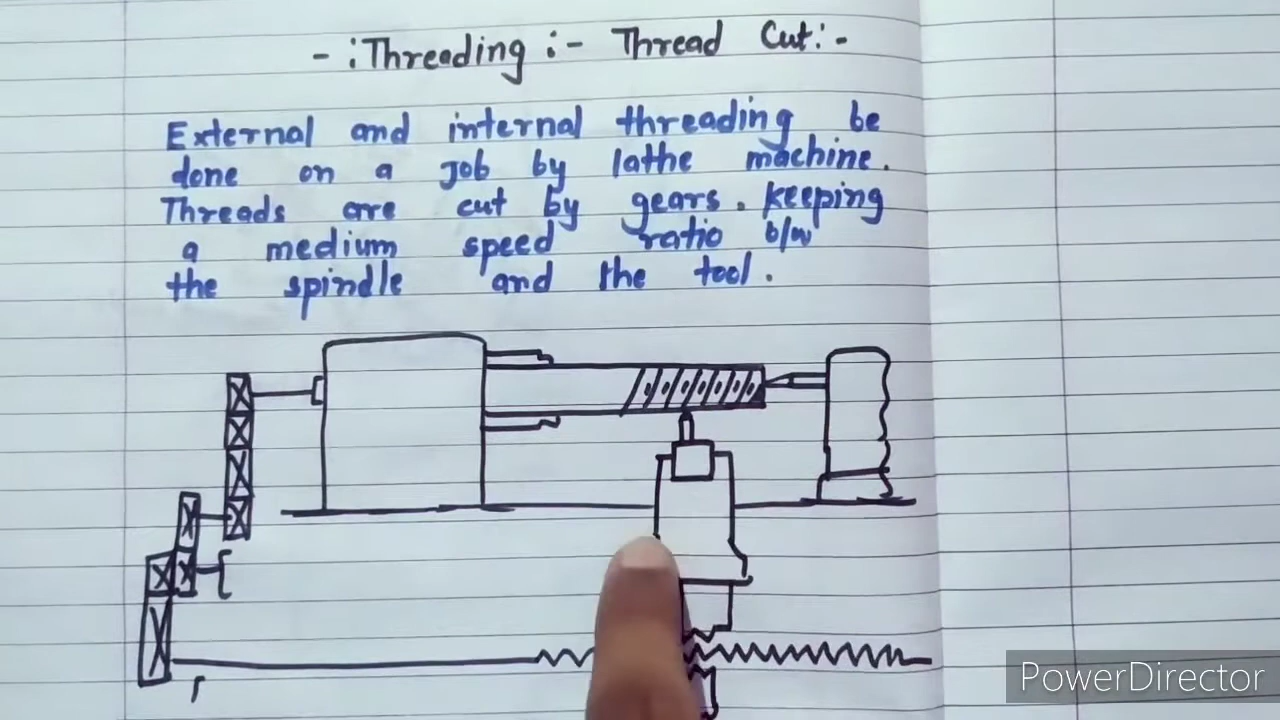 - :Threading :- Thread Cut:-
External and internal threading be
done on a job by lathe machine.
Threads are cut by gears. keeping
a medium speed ratio b/w
the spindle and the tool.
PowerDirector